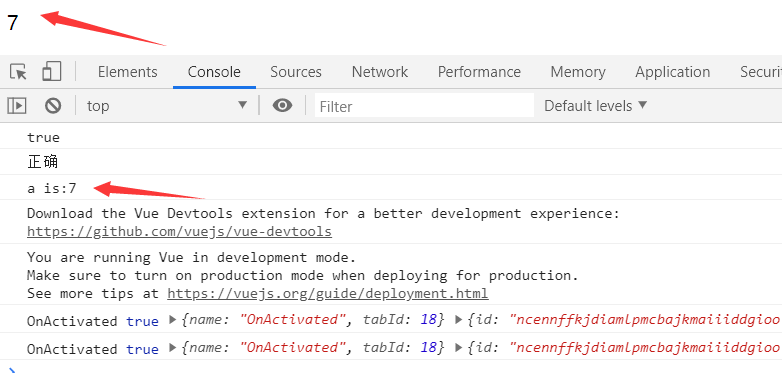 7
Elements Console Sources Network Performance Memory Application Securi
top Filter Default levels
true
正确
a is:7
Download the Vue Devtools extension for a better development experience:
https://github.com/vuejs/vue-devtools
You are running Vue in development mode.
Make sure to turn on production mode when deploying for production.
See more tips at https://vuejs.org/guide/deployment.html
OnActivated true {name: "OnActivated", tabId: 18} {id: "ncennffkjdiamlpmcbajkmaiiiddgioo
OnActivated true {name: "OnActivated", tabId: 18} {id: "ncennffkjdiamlpmcbajkmaiiiddgioo